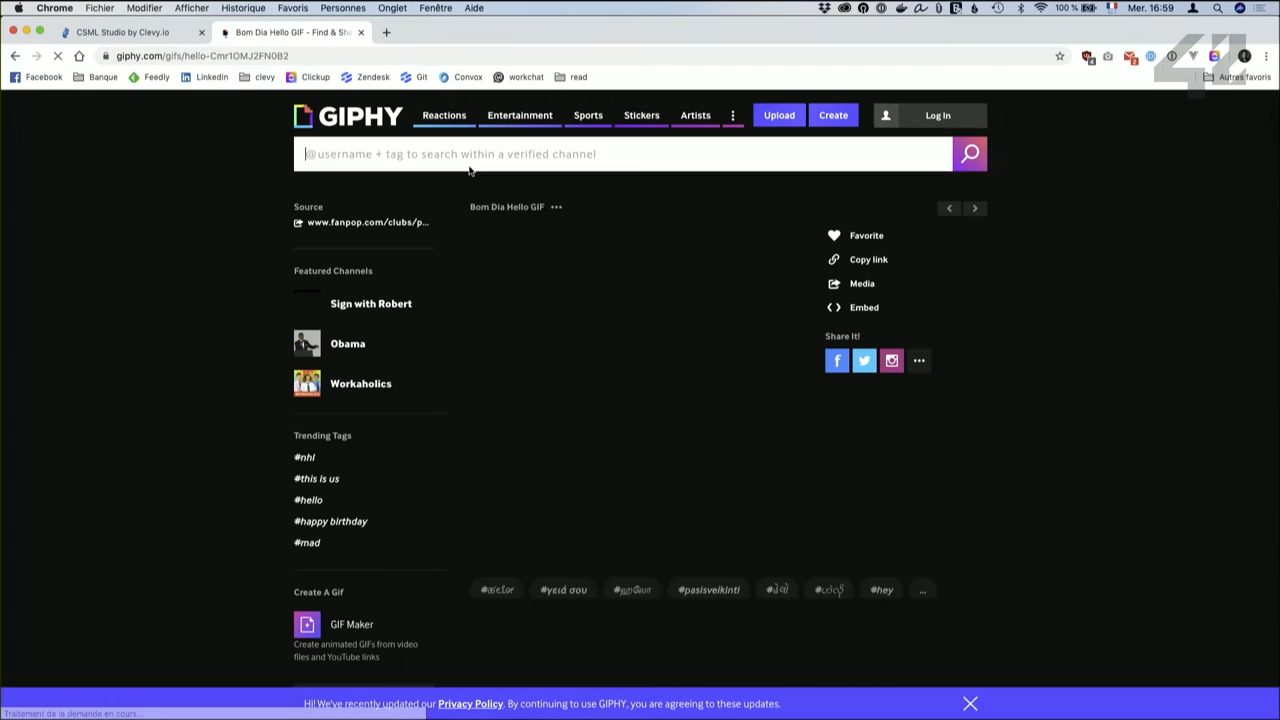 Chrome Fichier Modifier Afficher Historique Favoris Personnes Onglet Fenêtre Aide 100 % Mer. 16:59
CSML Studio by Clevy.io Bom Dia Hello GIF - Find & Sha
giphy.com/gifs/hello-Cmr1OMJ2FN0B2
Facebook Banque Feedly LinkedIn clevy Clickup Zendesk Git Convox workchat read Autres favoris
42
GIPHY Reactions Entertainment Sports Stickers Artists Upload Create Log In
@username + tag to search within a verified channel
Source
www.fanpop.com/clubs/p...
Bom Dia Hello GIF
Favorite
Copy link
Media
Embed
Share It!
Featured Channels
Sign with Robert
Obama
Workaholics
Trending Tags
#nhl
#this is us
#hello
#happy birthday
#mad
#γειά σου #pasisveikinti #hey ...
Create A Gif
GIF Maker
Create animated GIFs from video
files and YouTube links
Hi! We've recently updated our Privacy Policy. By continuing to use GIPHY, you are agreeing to these updates.
Traitement de la demande en cours...